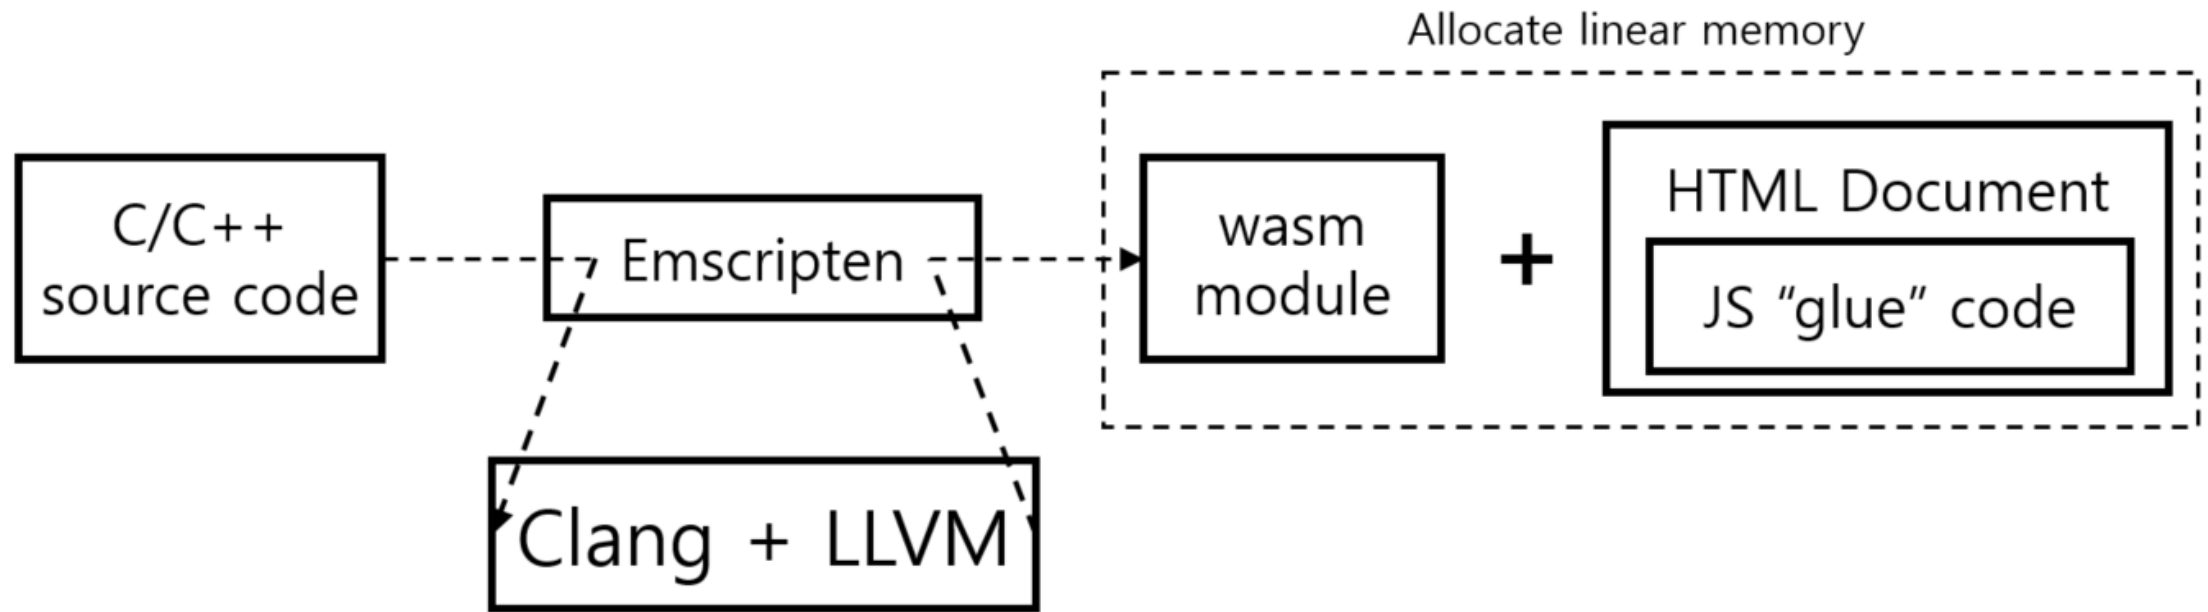 Allocate linear memory
C/C++
source code
Emscripten
wasm
module
+
HTML Document
JS “glue” code
Clang + LLVM